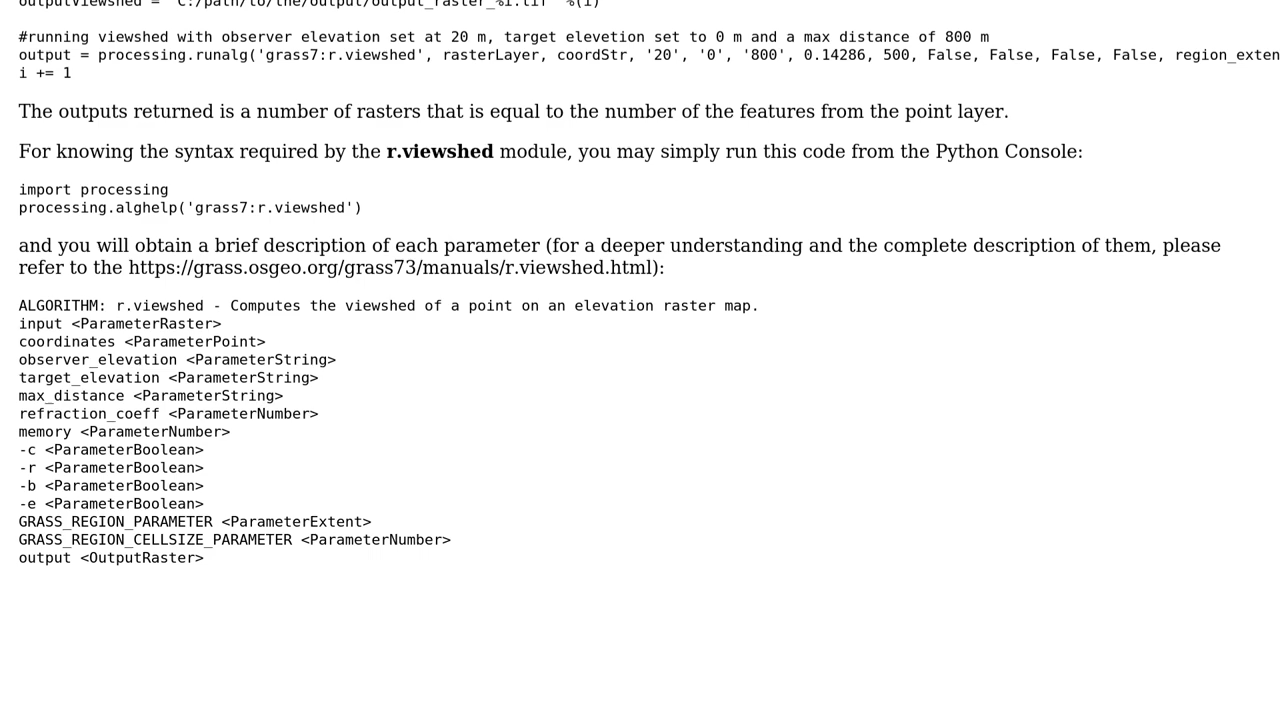 outputViewshed = "C:/path/to/the/output/output_raster_%i.tif" %(i)
#running viewshed with observer elevation set at 20 m, target elevetion set to 0 m and a max distance of 800 m
output = processing.runalg('grass7:r.viewshed', rasterLayer, coordStr, '20', '0', '800', 0.14286, 500, False, False, False, False, region_exten
i += 1
The outputs returned is a number of rasters that is equal to the number of the features from the point layer.
For knowing the syntax required by the r.viewshed module, you may simply run this code from the Python Console:
import processing
processing.alghelp('grass7:r.viewshed')
and you will obtain a brief description of each parameter (for a deeper understanding and the complete description of them, please
refer to the https://grass.osgeo.org/grass73/manuals/r.viewshed.html):
ALGORITHM: r.viewshed - Computes the viewshed of a point on an elevation raster map.
input <ParameterRaster>
coordinates <ParameterPoint>
observer_elevation <ParameterString>
target_elevation <ParameterString>
max_distance <ParameterString>
refraction_coeff <ParameterNumber>
memory <ParameterNumber>
-c <ParameterBoolean>
-r <ParameterBoolean>
-b <ParameterBoolean>
-e <ParameterBoolean>
GRASS_REGION_PARAMETER <ParameterExtent>
GRASS_REGION_CELLSIZE_PARAMETER <ParameterNumber>
output <OutputRaster>